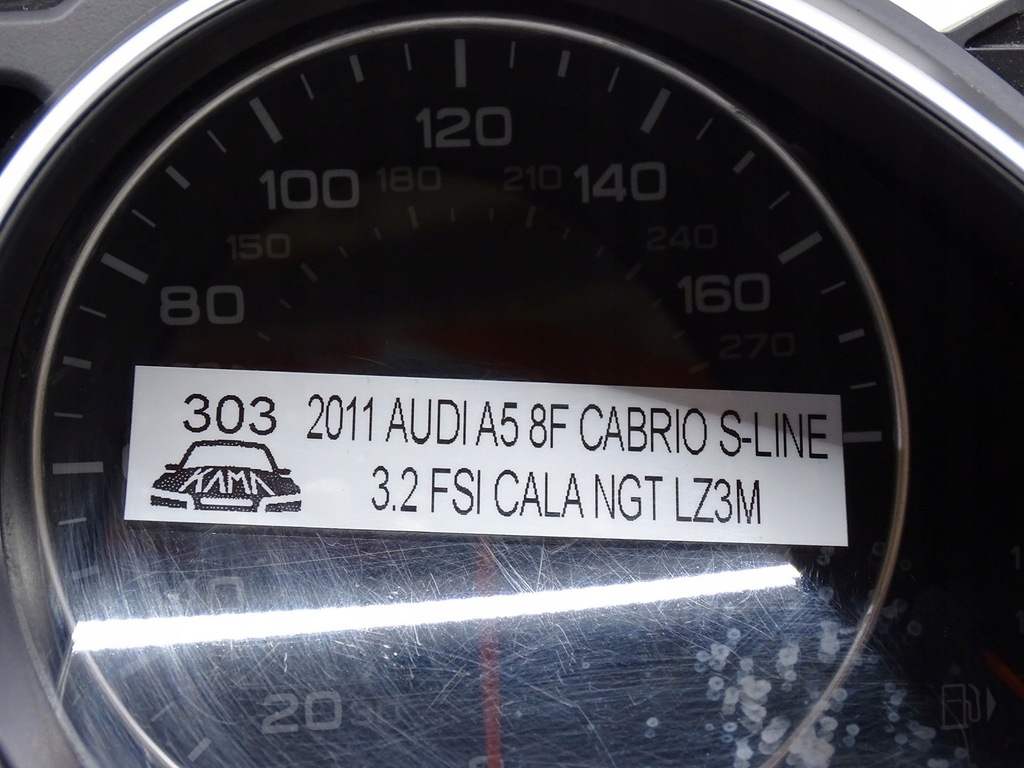 120
100 180 210 140
150 240
80 160
270
303 2011 AUDI A5 8F CABRIO S-LINE
KAMA 3.2 FSI CALA NGT LZ3M
20